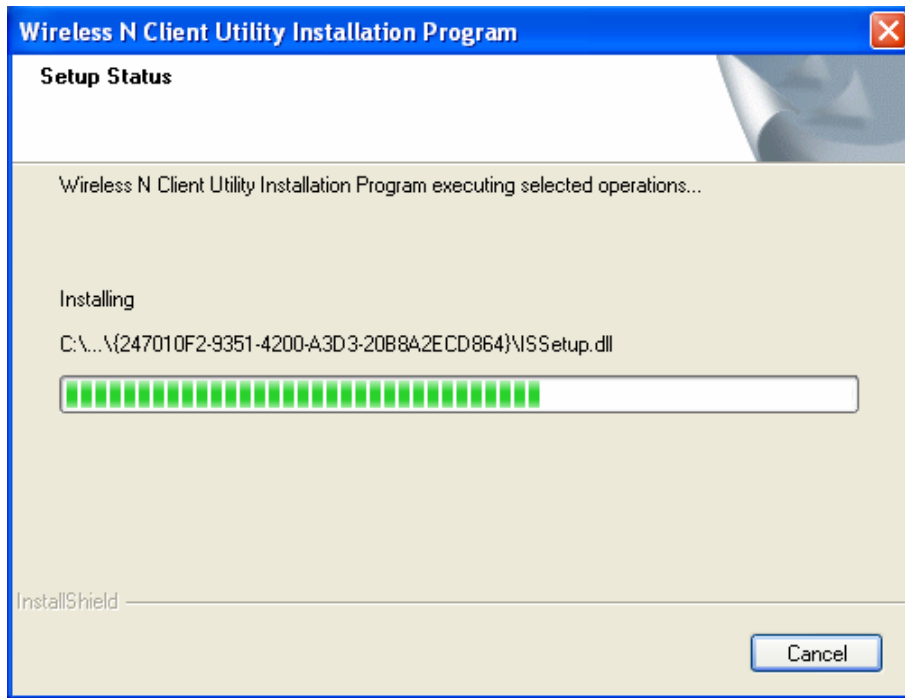 Wireless N Client Utility Installation Program
Setup Status
Wireless N Client Utility Installation Program executing selected operations...
Installing
C:\...\{247010F2-9351-4200-A3D3-20B8A2ECD864}\ISSetup.dll
InstallShield
Cancel